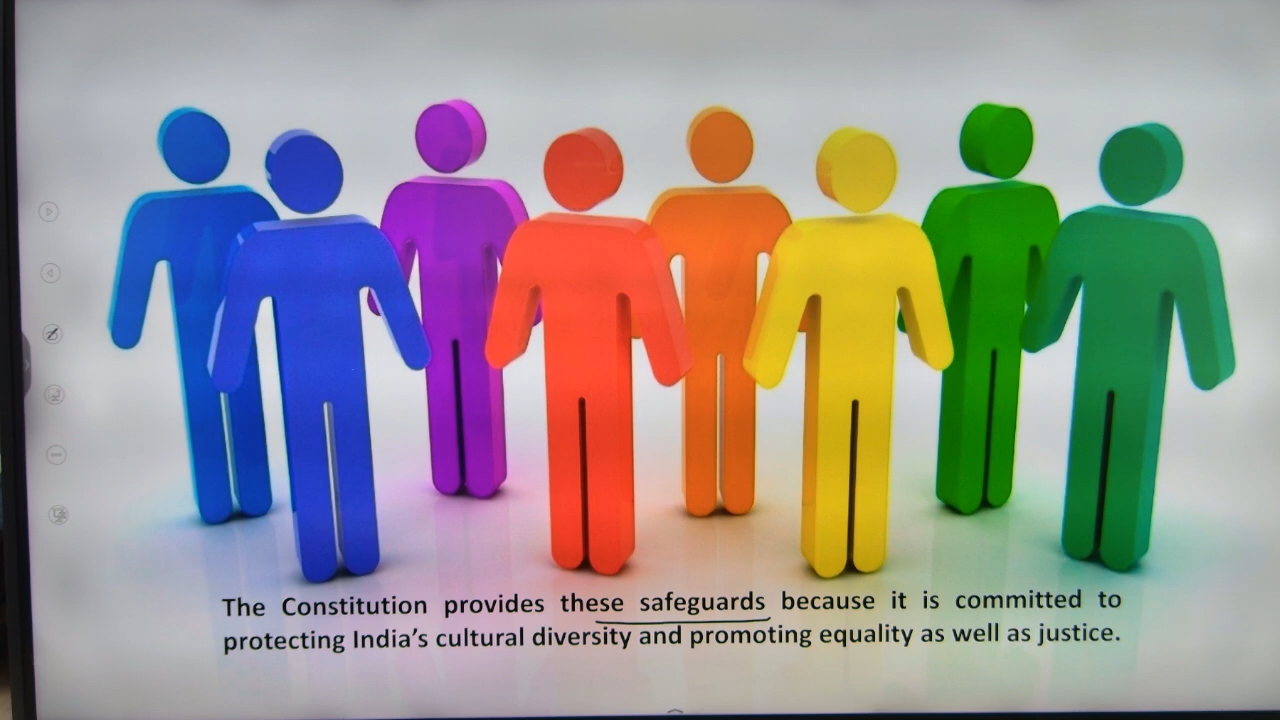 The Constitution provides these safeguards because it is committed to
protecting India's cultural diversity and promoting equality as well as justice.